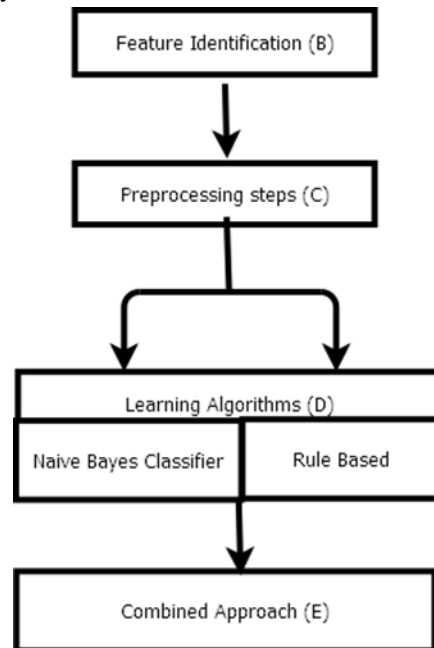 Feature Identification (B)
Preprocessing steps (C)
Learning Algorithms (D)
Naive Bayes Classifier
Rule Based
Combined Approach (E)